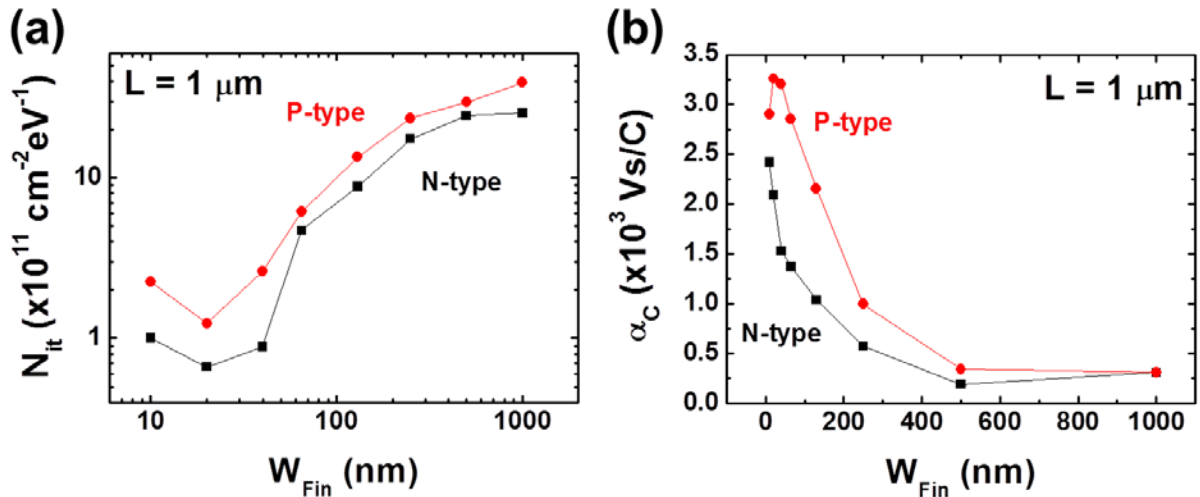 (a)
L = 1 μm
P-type
N-type
10
1
10
100
1000
N_it (x10^11 cm^-2 eV^-1)
W_Fin (nm)
(b)
3.5
3.0
2.5
2.0
1.5
1.0
0.5
0.0
L = 1 μm
P-type
N-type
0
200
400
600
800
1000
α_C (x10^3 Vs/C)
W_Fin (nm)